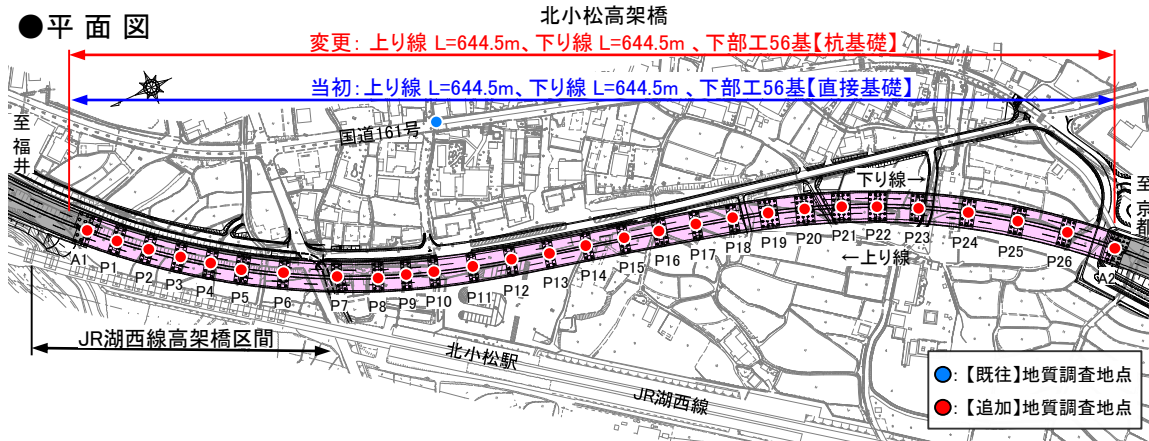 ●平面図
北小松高架橋
変更: 上り線 L=644.5m、下り線 L=644.5m 、下部工56基【杭基礎】
当初: 上り線 L=644.5m、下り線 L=644.5m 、下部工56基【直接基礎】
国道161号
至福井
至京都
下り線→
←上り線
A1
P1
P2
P3
P4
P5
P6
P7
P8
P9
P10
P11
P12
P13
P14
P15
P16
P17
P18
P19
P20
P21
P22
P23
P24
P25
P26
A2
JR湖西線高架橋区間
北小松駅
JR湖西線
●:【既往】地質調査地点
●:【追加】地質調査地点